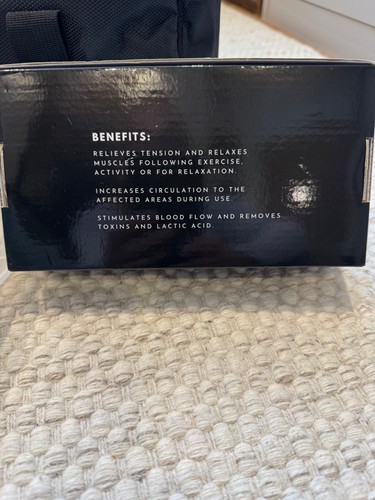 BENEFITS:
RELIEVES TENSION AND RELAXES
MUSCLES FOLLOWING EXERCISE,
ACTIVITY OR FOR RELAXATION.
INCREASES CIRCULATION TO THE
AFFECTED AREAS DURING USE.
STIMULATES BLOOD FLOW AND REMOVES
TOXINS AND LACTIC ACID.